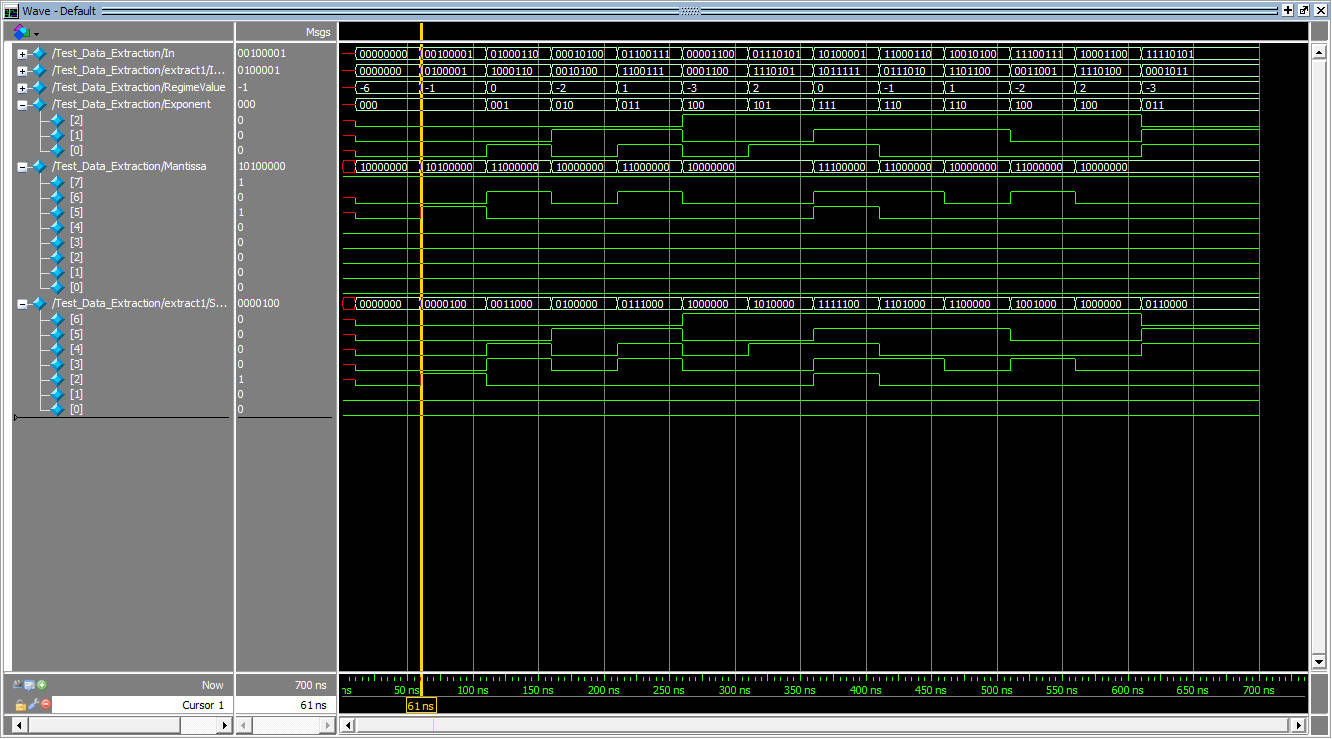 Wave - Default
Msgs
/Test_Data_Extraction/In 00100001 00000000 00100001 01000110 00010100 01100111 00001100 01110101 10100001 11000110 10010100 11100111 10001100 11110101
/Test_Data_Extraction/extract1/I... 0100001 0000000 0100001 1000110 0010100 1100111 0001100 1110101 1011111 0111010 1101100 0011001 1110100 0001011
/Test_Data_Extraction/RegimeValue -1 -6 -1 0 -2 1 -3 2 0 -1 1 -2 2 -3
/Test_Data_Extraction/Exponent 000 000 001 010 011 100 101 111 110 110 100 100 011
[2] 0
[1] 0
[0] 0
/Test_Data_Extraction/Mantissa 10100000 10000000 10100000 11000000 10000000 11000000 10000000 11100000 11000000 10000000 11000000 10000000
[7] 1
[6] 0
[5] 1
[4] 0
[3] 0
[2] 0
[1] 0
[0] 0
/Test_Data_Extraction/extract1/S... 0000100 0000000 0000100 0011000 0100000 0111000 1000000 1010000 1111100 1101000 1100000 1001000 1000000 0110000
[6] 0
[5] 0
[4] 0
[3] 0
[2] 1
[1] 0
[0] 0
Now 700 ns ns 50 ns 100 ns 150 ns 200 ns 250 ns 300 ns 350 ns 400 ns 450 ns 500 ns 550 ns 600 ns 650 ns 700 ns
Cursor 1 61 ns 61 ns